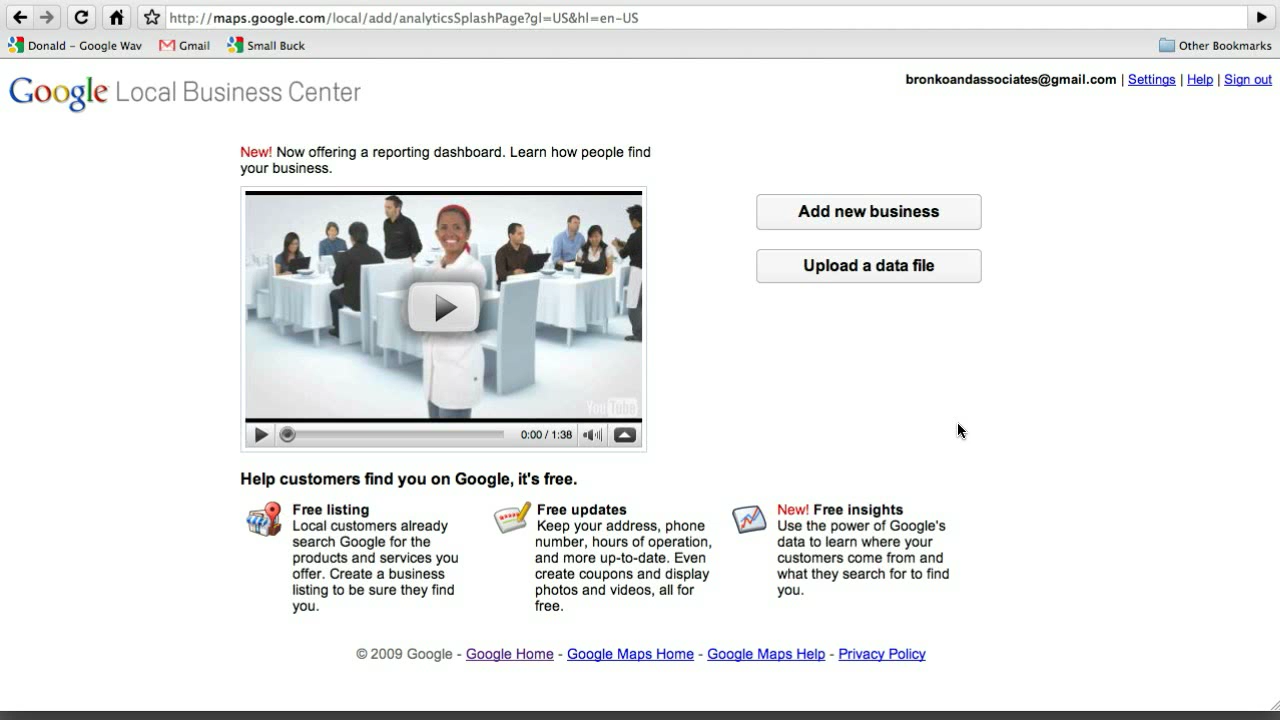 http://maps.google.com/local/add/analyticsSplashPage?gl=US&hl=en-US
Donald - Google Wav
Gmail
Small Buck
Other Bookmarks
Google Local Business Center
bronkoandassociates@gmail.com | Settings | Help | Sign out
New! Now offering a reporting dashboard. Learn how people find
your business.
Add new business
Upload a data file
YouTube
0:00 / 1:38
Help customers find you on Google, it's free.
Free listing
Local customers already
search Google for the
products and services you
offer. Create a business
listing to be sure they find
you.
Free updates
Keep your address, phone
number, hours of operation,
and more up-to-date. Even
create coupons and display
photos and videos, all for
free.
New! Free insights
Use the power of Google's
data to learn where your
customers come from and
what they search for to find
you.
© 2009 Google - Google Home - Google Maps Home - Google Maps Help - Privacy Policy